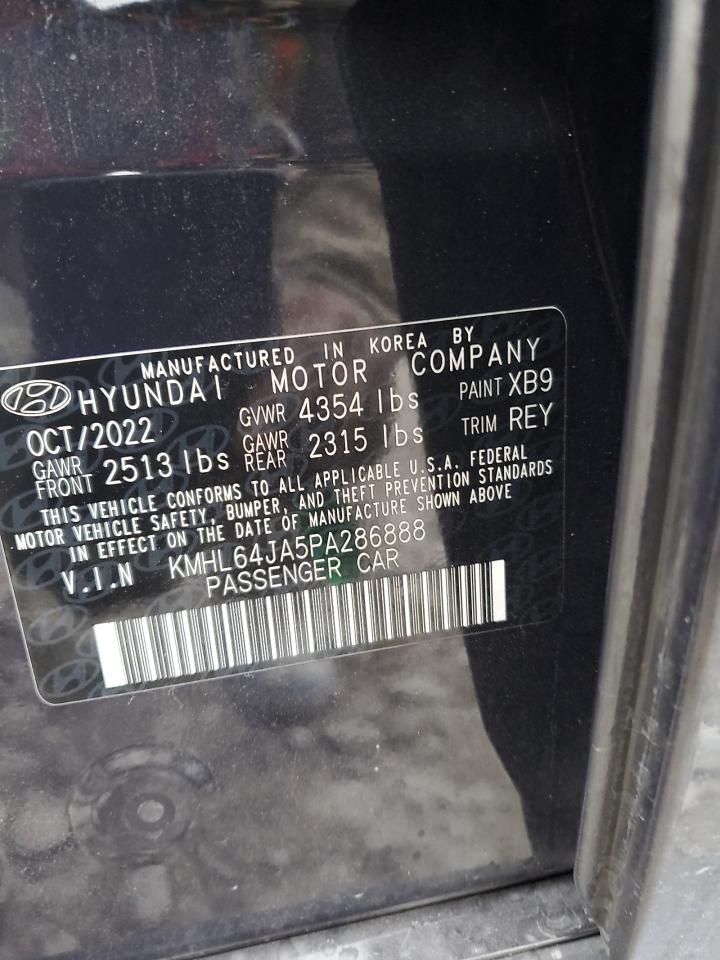 MANUFACTURED IN KOREA BY
HYUNDAI MOTOR COMPANY
OCT/2022 GVWR 4354 lbs PAINT XB9
GAWR FRONT 2513 lbs GAWR REAR 2315 lbs TRIM REY
THIS VEHICLE CONFORMS TO ALL APPLICABLE U.S.A. FEDERAL
MOTOR VEHICLE SAFETY, BUMPER, AND THEFT PREVENTION STANDARDS
IN EFFECT ON THE DATE OF MANUFACTURE SHOWN ABOVE
V.I.N KMHL64JA5PA286888
PASSENGER CAR